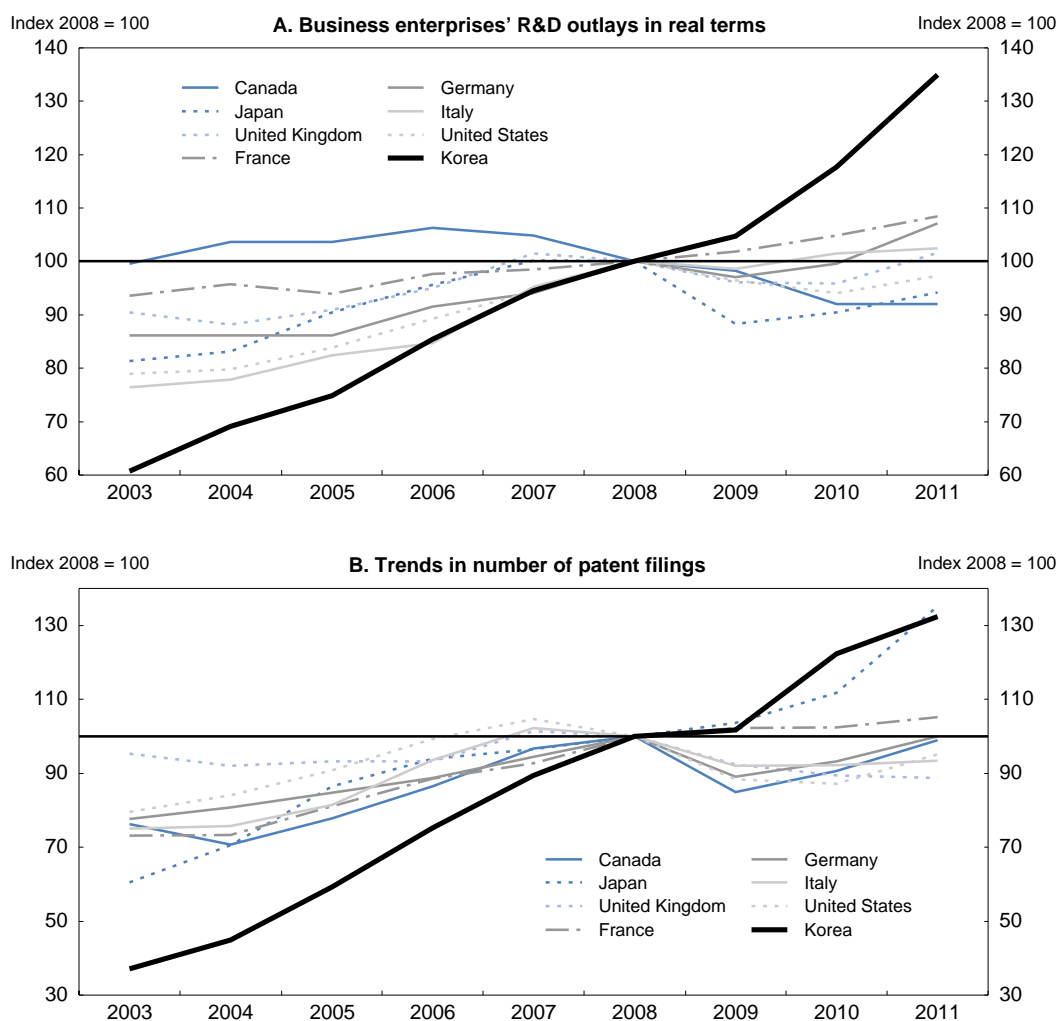 Index 2008 = 100 A. Business enterprises’ R&D outlays in real terms Index 2008 = 100
140 140
130 130
120 120
110 110
100 100
90 90
80 80
70 70
60 60
Canada Germany
Japan Italy
United Kingdom United States
France Korea
2003 2004 2005 2006 2007 2008 2009 2010 2011
Index 2008 = 100 B. Trends in number of patent filings Index 2008 = 100
130 130
110 110
90 90
70 70
50 50
30 30
Canada Germany
Japan Italy
United Kingdom United States
France Korea
2003 2004 2005 2006 2007 2008 2009 2010 2011